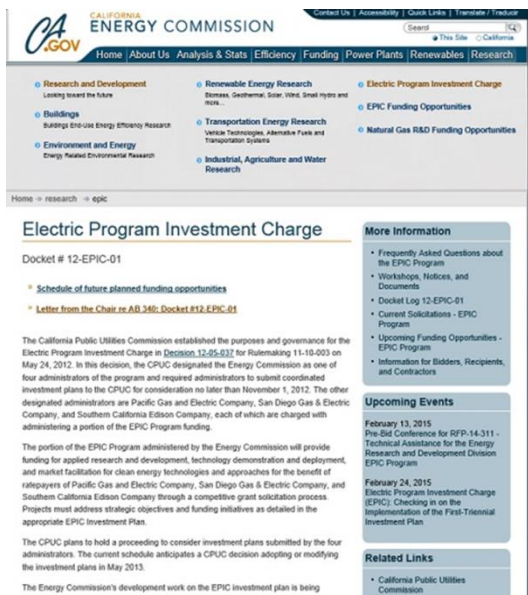 Contact Us | Accessibility | Quick Links | Translate / Traducir
CA.GOV
CALIFORNIA
ENERGY COMMISSION
Search
This Site California
Home | About Us | Analysis & Stats | Efficiency | Funding | Power Plants | Renewables | Research
Research and Development
Looking toward the future
Buildings
Buildings End-Use Energy Efficiency Research
Environment and Energy
Energy Related Environmental Research
Renewable Energy Research
Biomass, Geothermal, Solar, Wind, Small Hydro and
more...
Transportation Energy Research
Vehicle Technologies, Alternative Fuels and
Transportation Systems
Industrial, Agriculture and Water
Research
Electric Program Investment Charge
EPIC Funding Opportunities
Natural Gas R&D Funding Opportunities
Home → research → epic
Electric Program Investment Charge
Docket # 12-EPIC-01
Schedule of future planned funding opportunities
Letter from the Chair re AB 340: Docket #12-EPIC-01
The California Public Utilities Commission established the purposes and governance for the
Electric Program Investment Charge in Decision 12-05-037 for Rulemaking 11-10-003 on
May 24, 2012. In this decision, the CPUC designated the Energy Commission as one of
four administrators of the program and required administrators to submit coordinated
investment plans to the CPUC for consideration no later than November 1, 2012. The other
designated administrators are Pacific Gas and Electric Company, San Diego Gas & Electric
Company, and Southern California Edison Company, each of which are charged with
administering a portion of the EPIC Program funding.
The portion of the EPIC Program administered by the Energy Commission will provide
funding for applied research and development, technology demonstration and deployment,
and market facilitation for clean energy technologies and approaches for the benefit of
ratepayers of Pacific Gas and Electric Company, San Diego Gas & Electric Company, and
Southern California Edison Company through a competitive grant solicitation process.
Projects must address strategic objectives and funding initiatives as detailed in the
appropriate EPIC Investment Plan.
The CPUC plans to hold a proceeding to consider investment plans submitted by the four
administrators. The current schedule anticipates a CPUC decision adopting or modifying
the investment plans in May 2013.
The Energy Commission's development work on the EPIC investment plan is being
More Information
Frequently Asked Questions about
the EPIC Program
Workshops, Notices, and
Documents
Docket Log 12-EPIC-01
Current Solicitations - EPIC
Program
Upcoming Funding Opportunities -
EPIC Program
Information for Bidders, Recipients,
and Contractors
Upcoming Events
February 13, 2015
Pre-Bid Conference for RFP-14-311 -
Technical Assistance for the Energy
Research and Development Division
EPIC Program
February 24, 2015
Electric Program Investment Charge
(EPIC): Checking in on the
Implementation of the First-Triennial
Investment Plan
Related Links
California Public Utilities
Commission